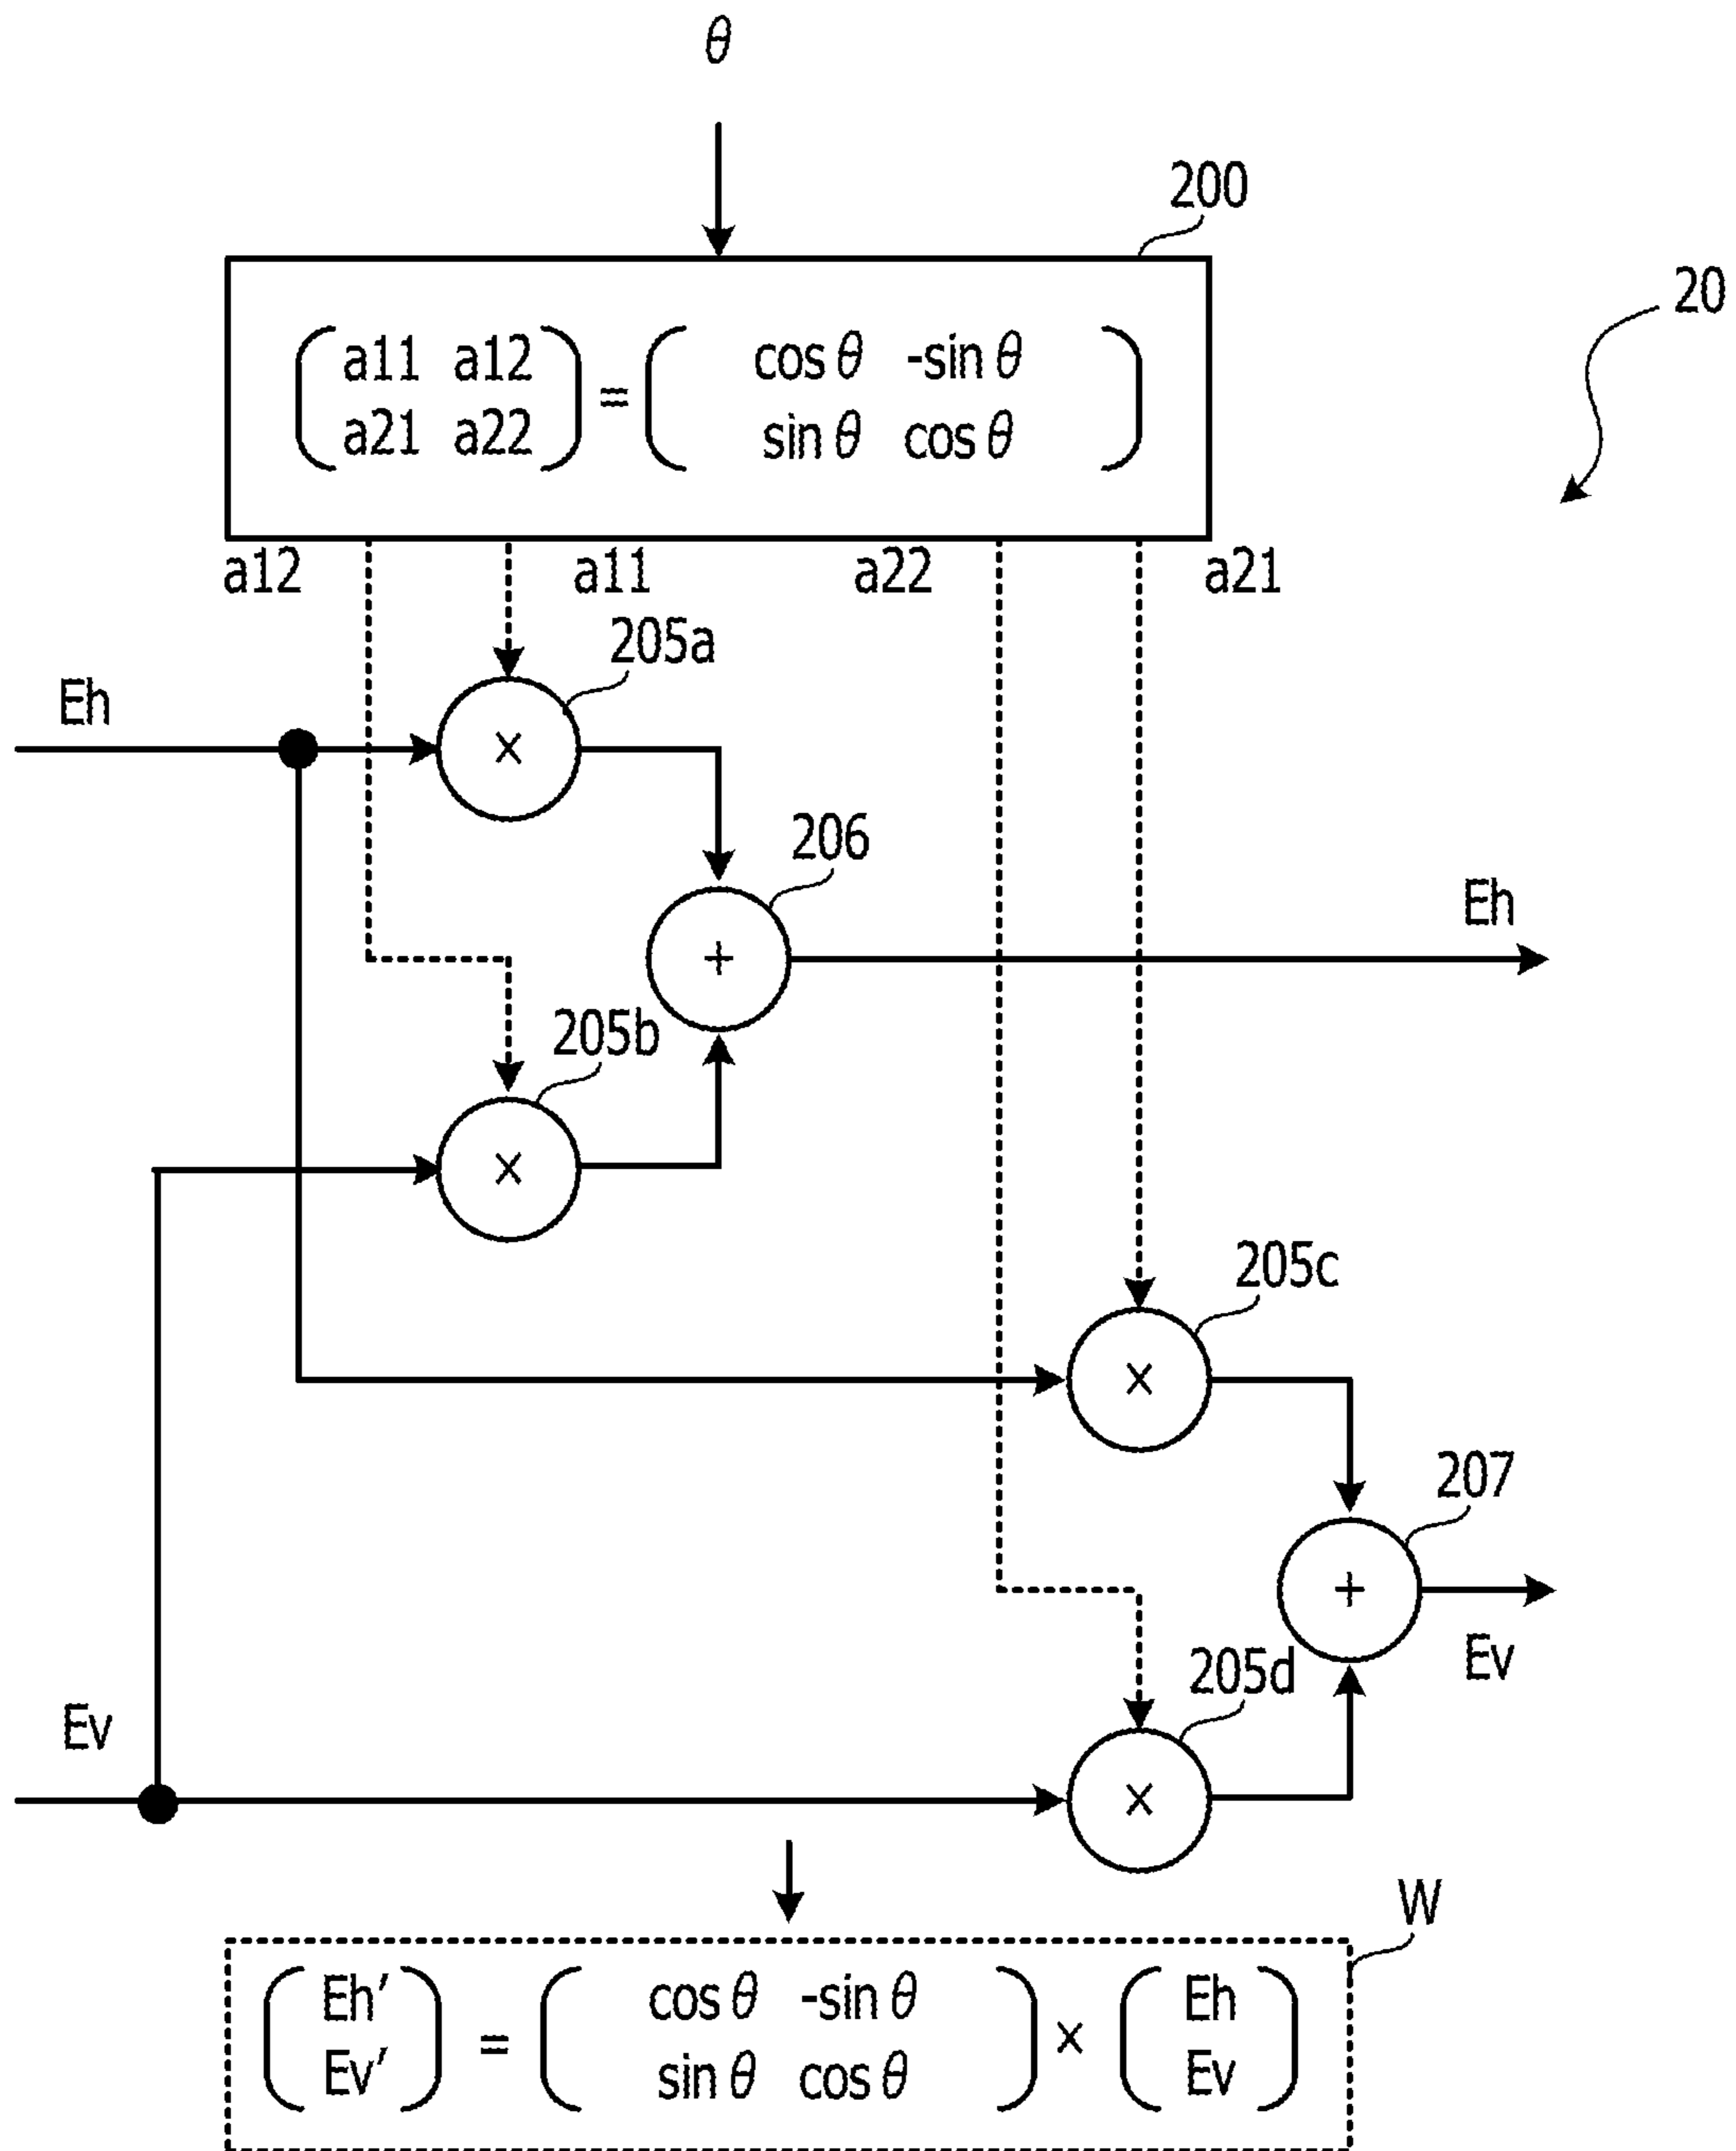 θ
200
20
( a11 a12 ) = ( cos θ -sin θ )
( a21 a22 ) ( sin θ cos θ )
a12 a11 a22 a21
205a
Eh
×
206
Eh
+
205b
×
205c
×
207
+
Ev
205d
Ev
×
W
( Eh′ ) = ( cos θ -sin θ ) × ( Eh )
( Ev′ ) ( sin θ cos θ ) ( Ev )